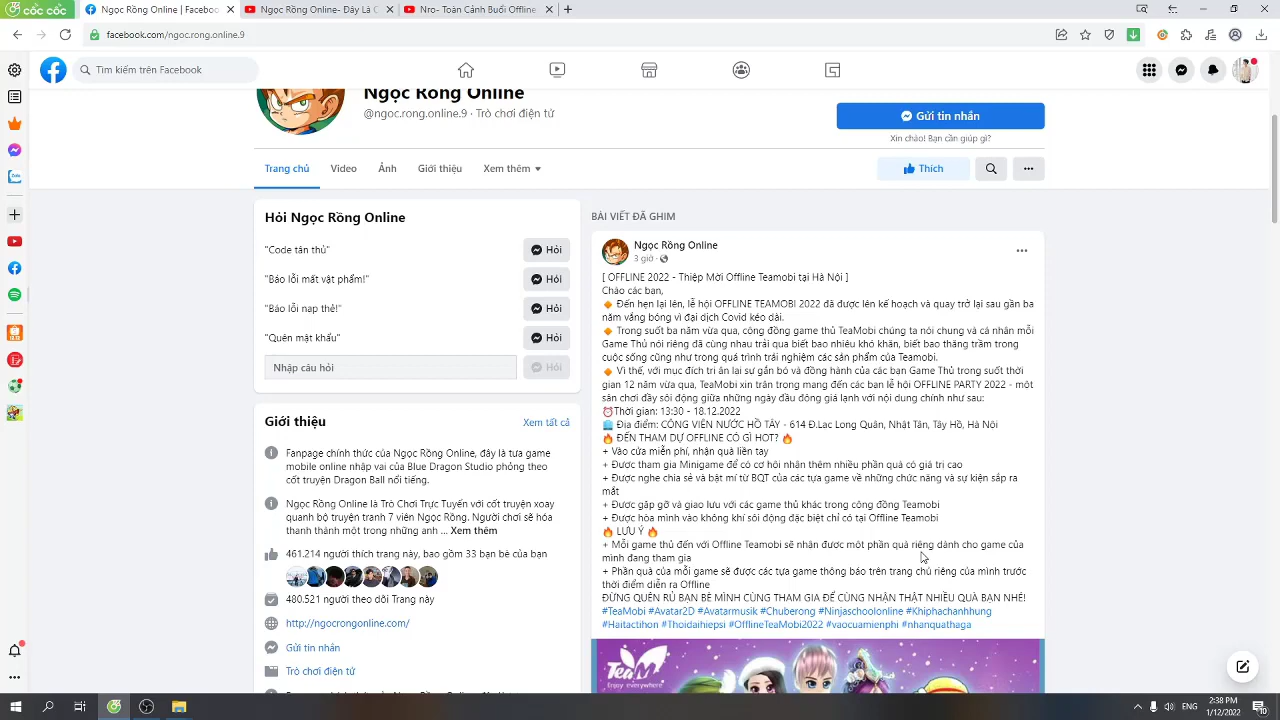 cốc cốc
Ngọc Rồng Online | Faceboo
Ngọc Rồng Online- Đây Là C
Nro- Toàn Cảnh Buổi Offline
facebook.com/ngoc.rong.online.9
Tìm kiếm trên Facebook
Ngọc Rồng Online
@ngoc.rong.online.9 · Trò chơi điện tử
Gửi tin nhắn
Xin chào! Bạn cần giúp gì?
Trang chủ
Video
Ảnh
Giới thiệu
Xem thêm
Thích
Hỏi Ngọc Rồng Online
"Code tân thủ"
Hỏi
"Báo lỗi mất vật phẩm!"
Hỏi
"Báo lỗi nạp thẻ!"
Hỏi
"Quên mật khẩu"
Hỏi
Nhập câu hỏi
Hỏi
Giới thiệu
Xem tất cả
Fanpage chính thức của Ngọc Rồng Online, đây là tựa game
mobile online nhập vai của Blue Dragon Studio phỏng theo
cốt truyện Dragon Ball nổi tiếng.
Ngọc Rồng Online là Trò Chơi Trực Tuyến với cốt truyện xoay
quanh bộ truyện tranh 7 viên Ngọc Rồng. Người chơi sẽ hóa
thanh thành một trong những anh ... Xem thêm
461.214 người thích trang này, bao gồm 33 bạn bè của bạn
480.521 người theo dõi Trang này
http://ngocrongonline.com/
Gửi tin nhắn
Trò chơi điện tử
BÀI VIẾT ĐÃ GHIM
Ngọc Rồng Online
3 giờ ·
[ OFFLINE 2022 - Thiệp Mời Offline Teamobi tại Hà Nội ]
Chào các bạn,
🔸 Đến hẹn lại lên, lễ hội OFFLINE TEAMOBI 2022 đã được lên kế hoạch và quay trở lại sau gần ba
năm vắng bóng vì đại dịch Covid kéo dài.
🔸 Trong suốt ba năm vừa qua, cộng đồng game thủ TeaMobi chúng ta nói chung và cá nhân mỗi
Game Thủ nói riêng đã cùng nhau trải qua biết bao nhiêu khó khăn, biết bao thăng trầm trong
cuộc sống cũng như trong quá trình trải nghiệm các sản phẩm của Teamobi.
🔸 Vì thế, với mục đích tri ân lại sự gắn bó và đồng hành của các bạn Game Thủ trong suốt thời
gian 12 năm vừa qua, TeaMobi xin trân trọng mang đến các bạn lễ hội OFFLINE PARTY 2022 - một
sân chơi đầy sôi động giữa những ngày đầu đông giá lạnh với nội dung chính như sau:
⏰Thời gian: 13:30 - 18.12.2022
🏢 Địa điểm: CÔNG VIÊN NƯỚC HỒ TÂY - 614 Đ.Lạc Long Quân, Nhật Tân, Tây Hồ, Hà Nội
🔥 ĐẾN THAM DỰ OFFLINE CÓ GÌ HOT? 🔥
+ Vào cửa miễn phí, nhận quà liền tay
+ Được tham gia Minigame để có cơ hội nhận thêm nhiều phần quà có giá trị cao
+ Được nghe chia sẻ và bật mí từ BQT của các tựa game về những chức năng và sự kiện sắp ra
mắt
+ Được gặp gỡ và giao lưu với các game thủ khác trong cộng đồng Teamobi
+ Được hòa mình vào không khí sôi động đặc biệt chỉ có tại Offline Teamobi
🔥 LƯU Ý 🔥
+ Mỗi game thủ đến với Offline Teamobi sẽ nhận được một phần quà riêng dành cho game của
mình đang tham gia
+ Phần quà của mỗi game sẽ được các tựa game thông báo trên trang chủ riêng của mình trước
thời điểm diễn ra Offline
ĐỪNG QUÊN RỦ BẠN BÈ MÌNH CÙNG THAM GIA ĐỂ CÙNG NHẬN THẬT NHIỀU QUÀ BẠN NHÉ!
#TeaMobi #Avatar2D #Avatarmusik #Chuberong #Ninjaschoolonline #Khiphachanhhung
#Haitactihon #Thoidaihiepsi #OfflineTeaMobi2022 #vaocuamienphi #nhanquathaga
TeaM
Enjoy everywhere
ENG
2:38 PM
1/12/2022